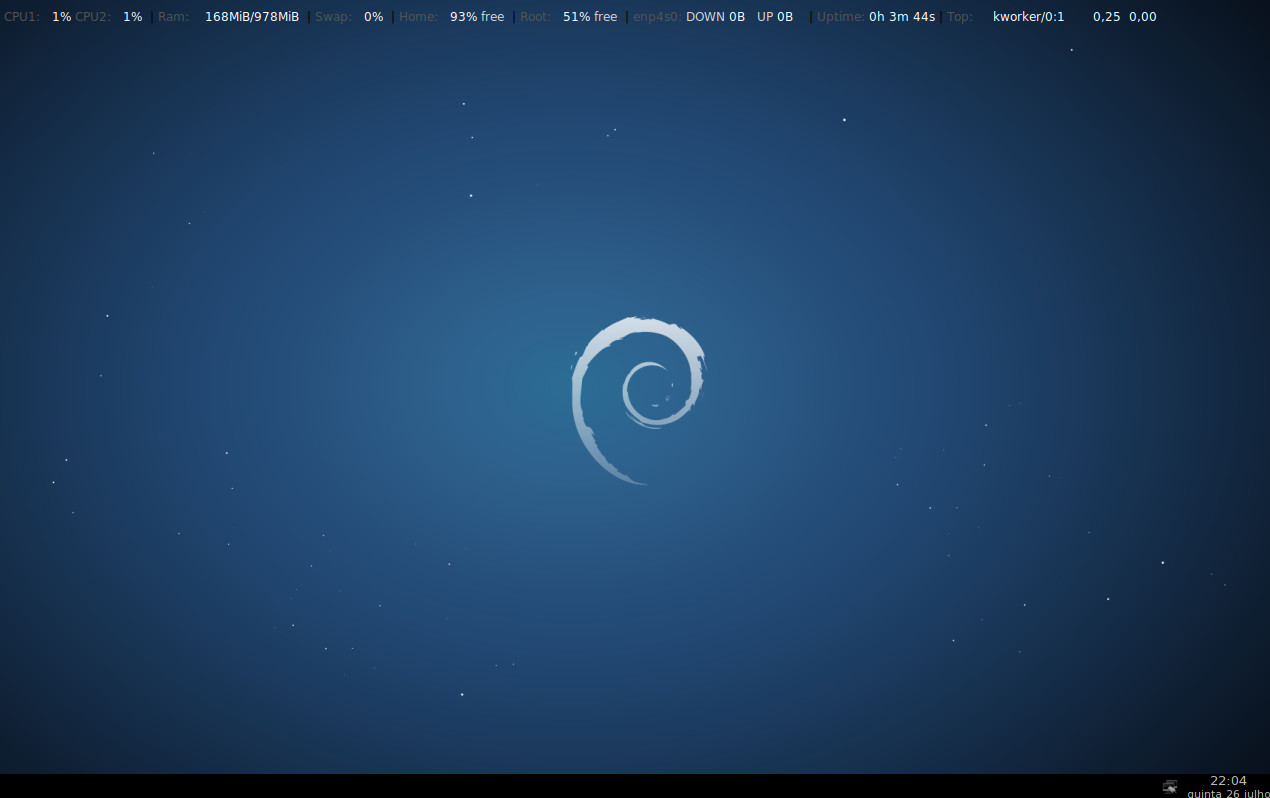 CPU1: 1% CPU2: 1% | Ram: 168MiB/978MiB | Swap: 0% | Home: 93% free | Root: 51% free | enp4s0: DOWN 0B UP 0B | Uptime: 0h 3m 44s | Top: kworker/0:1 0,25 0,00
22:04
quinta 26 julho